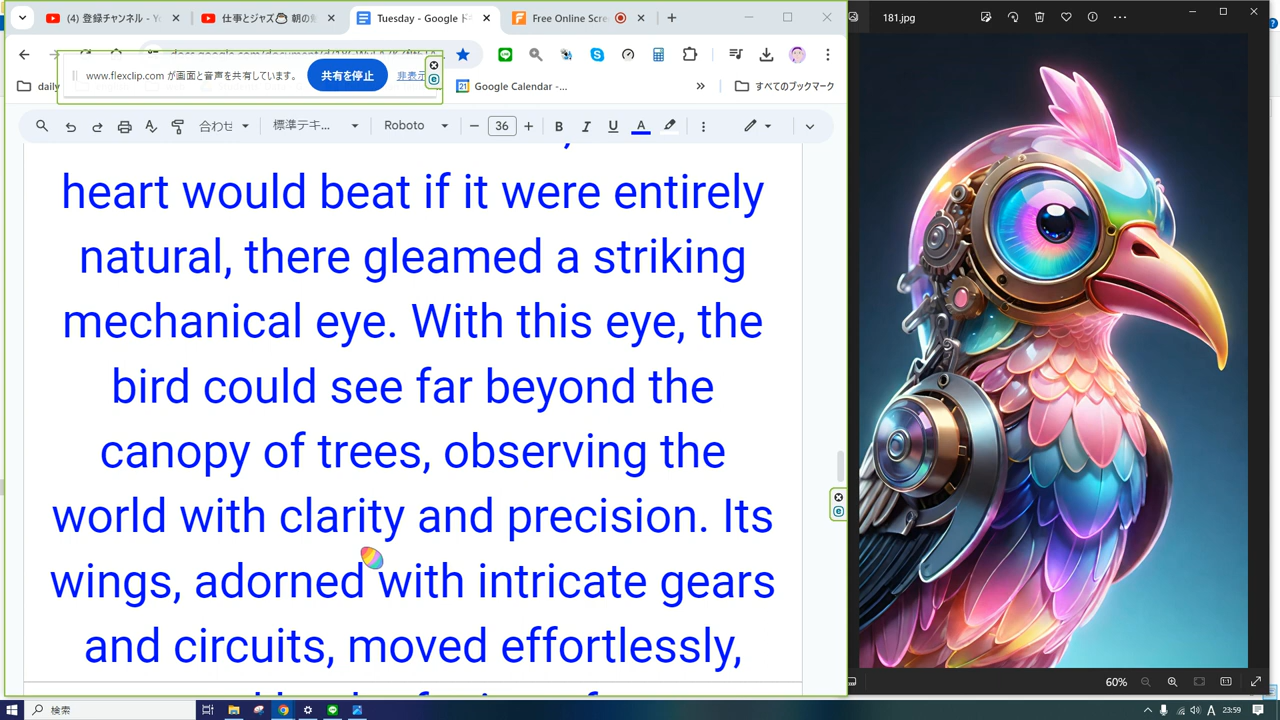 (4) 登録チャンネル - Yo
仕事とジャズ
Tuesday - Google ド
Free Online Scre
181.jpg
www.flexclip.com が画面と音声を共有しています。
共有を停止
非表示
daily
Google Calendar -...
»
すべてのブックマーク
合わせ
標準テキ...
Roboto
36
B
I
U
A
heart would beat if it were entirely
natural, there gleamed a striking
mechanical eye. With this eye, the
bird could see far beyond the
canopy of trees, observing the
world with clarity and precision. Its
wings, adorned with intricate gears
and circuits, moved effortlessly,
60%
検索
A
23:59